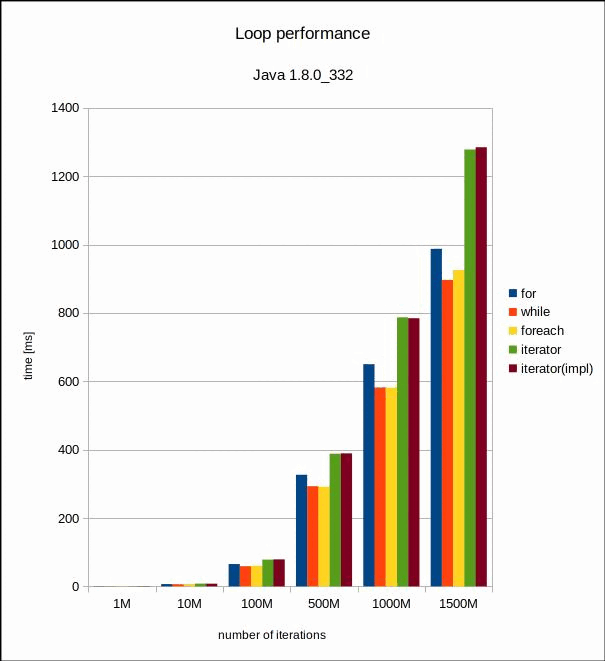 Loop performance
Java 1.8.0_332
1400
1200
1000
800
600
400
200
0
time [ms]
1M 10M 100M 500M 1000M 1500M
number of iterations
for
while
foreach
iterator
iterator(impl)